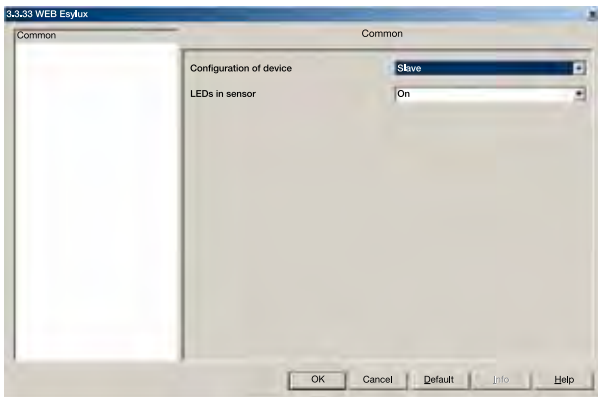 3.3.33 WEB Esylux
Common
Common
Configuration of device Slave
LEDs in sensor On
OK Cancel Default Info Help